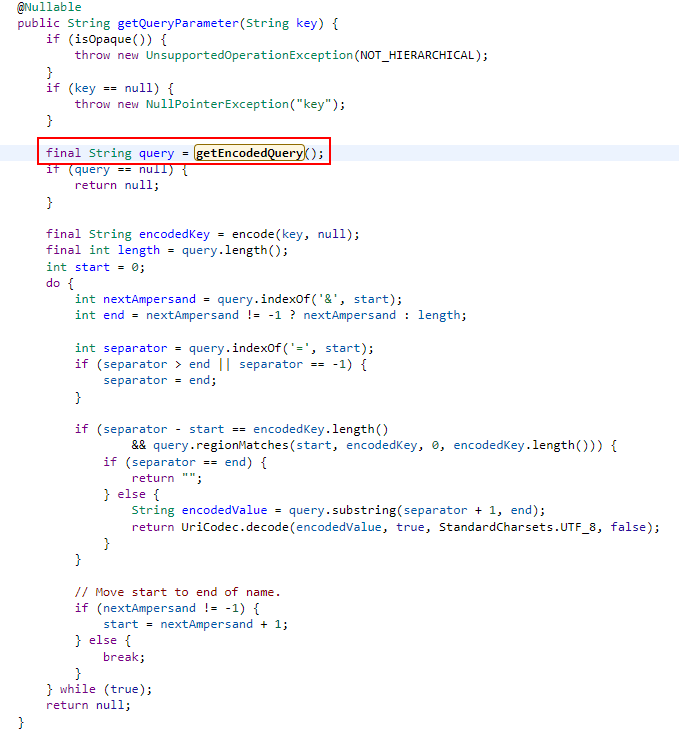 @Nullable
public String getQueryParameter(String key) {
    if (isOpaque()) {
        throw new UnsupportedOperationException(NOT_HIERARCHICAL);
    }
    if (key == null) {
        throw new NullPointerException("key");
    }

    final String query = getEncodedQuery();
    if (query == null) {
        return null;
    }

    final String encodedKey = encode(key, null);
    final int length = query.length();
    int start = 0;
    do {
        int nextAmpersand = query.indexOf('&', start);
        int end = nextAmpersand != -1 ? nextAmpersand : length;

        int separator = query.indexOf('=', start);
        if (separator > end || separator == -1) {
            separator = end;
        }

        if (separator - start == encodedKey.length()
                && query.regionMatches(start, encodedKey, 0, encodedKey.length())) {
            if (separator == end) {
                return "";
            } else {
                String encodedValue = query.substring(separator + 1, end);
                return UriCodec.decode(encodedValue, true, StandardCharsets.UTF_8, false);
            }
        }

        // Move start to end of name.
        if (nextAmpersand != -1) {
            start = nextAmpersand + 1;
        } else {
            break;
        }
    } while (true);
    return null;
}